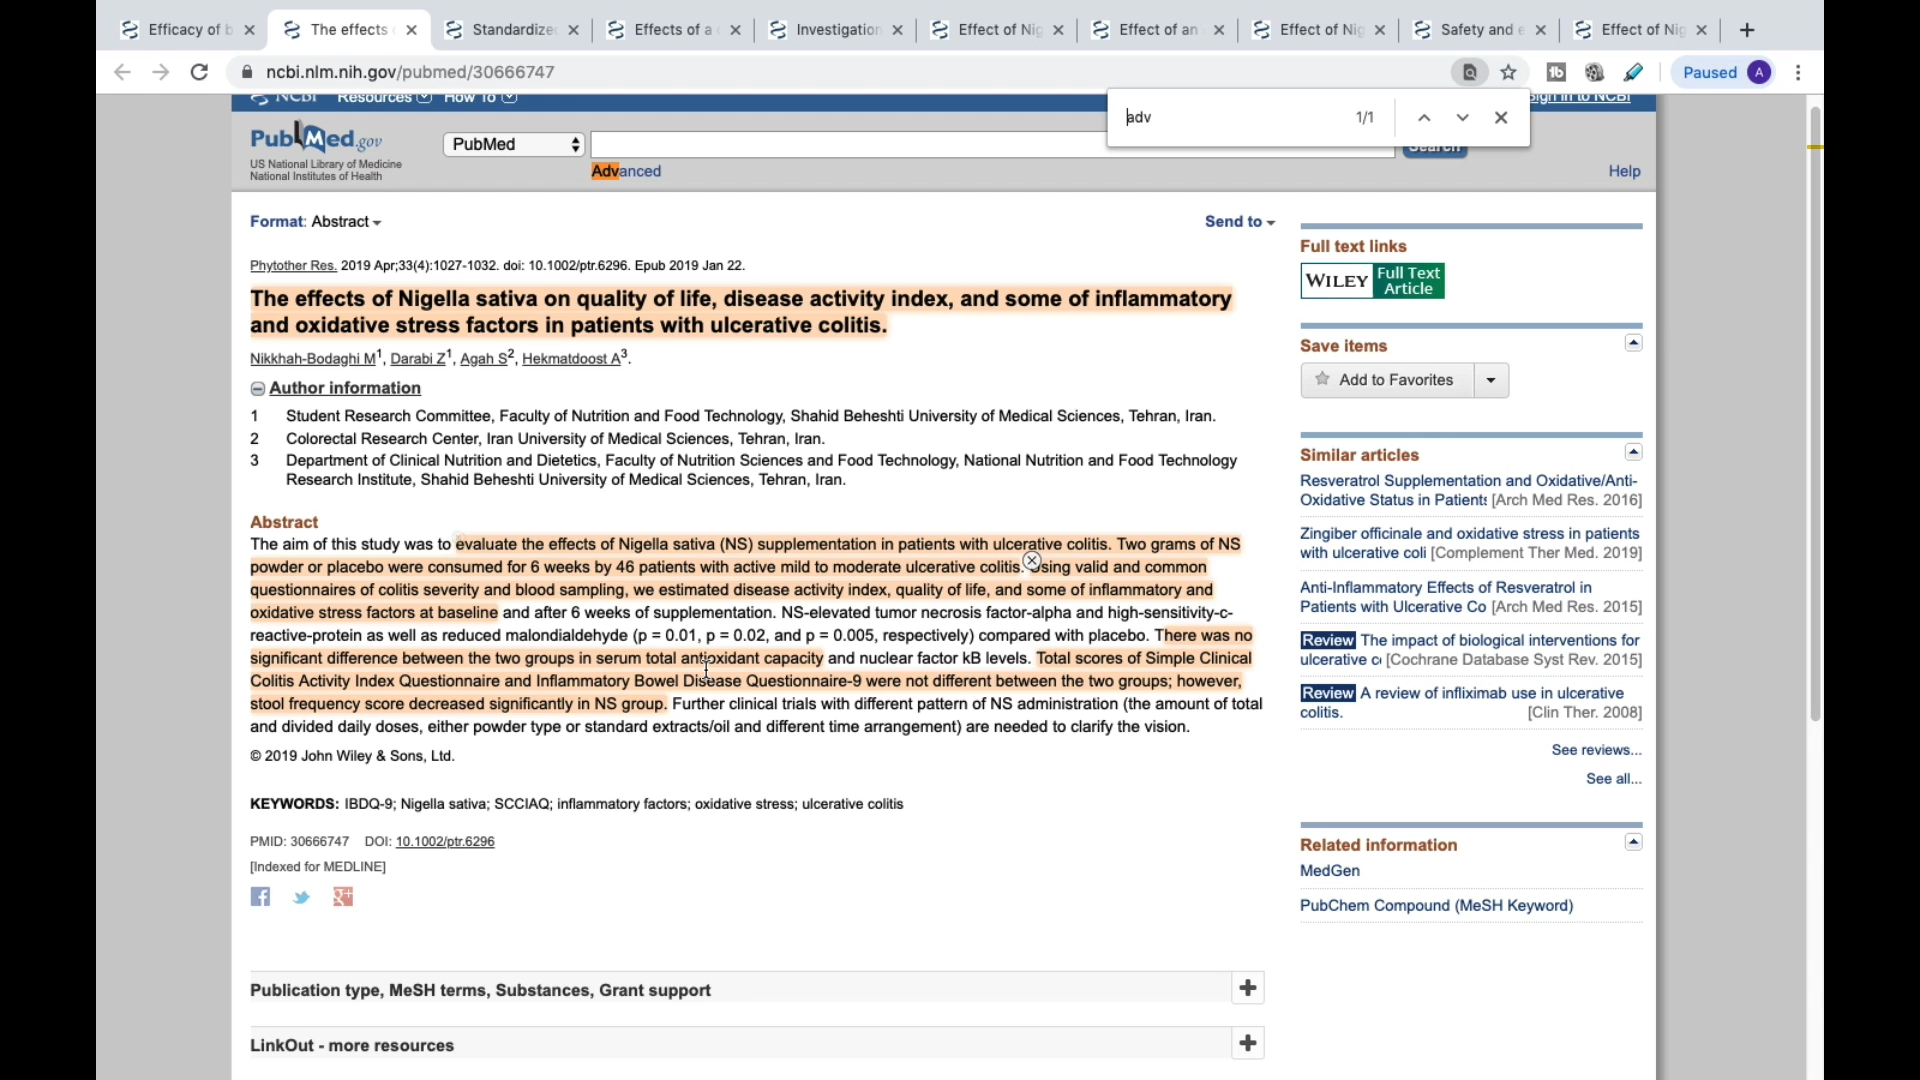 Efficacy of b
The effects
Standardize
Effects of a
Investigation
Effect of Nig
Effect of an
Effect of Nig
Safety and e
Effect of Nig
ncbi.nlm.nih.gov/pubmed/30666747
Paused A
adv 1/1
NCBI Resources How To Sign in to NCBI
PubMed.gov
US National Library of Medicine
National Institutes of Health
PubMed
Search
Advanced
Help
Format: Abstract
Send to
Phytother Res. 2019 Apr;33(4):1027-1032. doi: 10.1002/ptr.6296. Epub 2019 Jan 22.
The effects of Nigella sativa on quality of life, disease activity index, and some of inflammatory
and oxidative stress factors in patients with ulcerative colitis.
Nikkhah-Bodaghi M1, Darabi Z1, Agah S2, Hekmatdoost A3.
Author information
1 Student Research Committee, Faculty of Nutrition and Food Technology, Shahid Beheshti University of Medical Sciences, Tehran, Iran.
2 Colorectal Research Center, Iran University of Medical Sciences, Tehran, Iran.
3 Department of Clinical Nutrition and Dietetics, Faculty of Nutrition Sciences and Food Technology, National Nutrition and Food Technology
Research Institute, Shahid Beheshti University of Medical Sciences, Tehran, Iran.
Abstract
The aim of this study was to evaluate the effects of Nigella sativa (NS) supplementation in patients with ulcerative colitis. Two grams of NS
powder or placebo were consumed for 6 weeks by 46 patients with active mild to moderate ulcerative colitis. Using valid and common
questionnaires of colitis severity and blood sampling, we estimated disease activity index, quality of life, and some of inflammatory and
oxidative stress factors at baseline and after 6 weeks of supplementation. NS-elevated tumor necrosis factor-alpha and high-sensitivity-c-
reactive-protein as well as reduced malondialdehyde (p = 0.01, p = 0.02, and p = 0.005, respectively) compared with placebo. There was no
significant difference between the two groups in serum total antioxidant capacity and nuclear factor kB levels. Total scores of Simple Clinical
Colitis Activity Index Questionnaire and Inflammatory Bowel Disease Questionnaire-9 were not different between the two groups; however,
stool frequency score decreased significantly in NS group. Further clinical trials with different pattern of NS administration (the amount of total
and divided daily doses, either powder type or standard extracts/oil and different time arrangement) are needed to clarify the vision.
© 2019 John Wiley & Sons, Ltd.
KEYWORDS: IBDQ-9; Nigella sativa; SCCIAQ; inflammatory factors; oxidative stress; ulcerative colitis
PMID: 30666747 DOI: 10.1002/ptr.6296
[Indexed for MEDLINE]
Publication type, MeSH terms, Substances, Grant support
LinkOut - more resources
Full text links
WILEY Full Text
Article
Save items
Add to Favorites
Similar articles
Resveratrol Supplementation and Oxidative/Anti-
Oxidative Status in Patients [Arch Med Res. 2016]
Zingiber officinale and oxidative stress in patients
with ulcerative coli [Complement Ther Med. 2019]
Anti-Inflammatory Effects of Resveratrol in
Patients with Ulcerative Co [Arch Med Res. 2015]
Review The impact of biological interventions for
ulcerative c [Cochrane Database Syst Rev. 2015]
Review A review of infliximab use in ulcerative
colitis. [Clin Ther. 2008]
See reviews...
See all...
Related information
MedGen
PubChem Compound (MeSH Keyword)